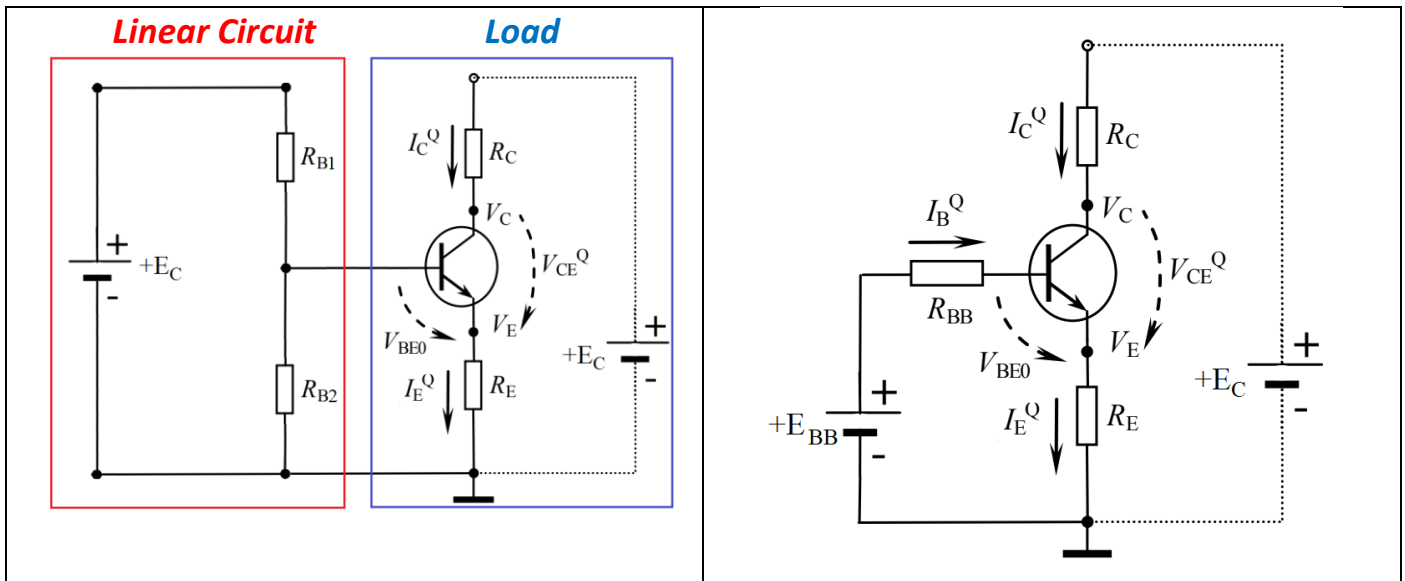 Linear Circuit
Load
I_C^Q
R_C
R_B1
V_C
+
+E_C
-
V_CE^Q
V_BE0
V_E
+
+E_C
-
R_B2
I_E^Q
R_E
I_C^Q
R_C
I_B^Q
V_C
R_BB
V_CE^Q
V_BE0
V_E
+
+E_C
-
+
+E_BB
-
I_E^Q
R_E